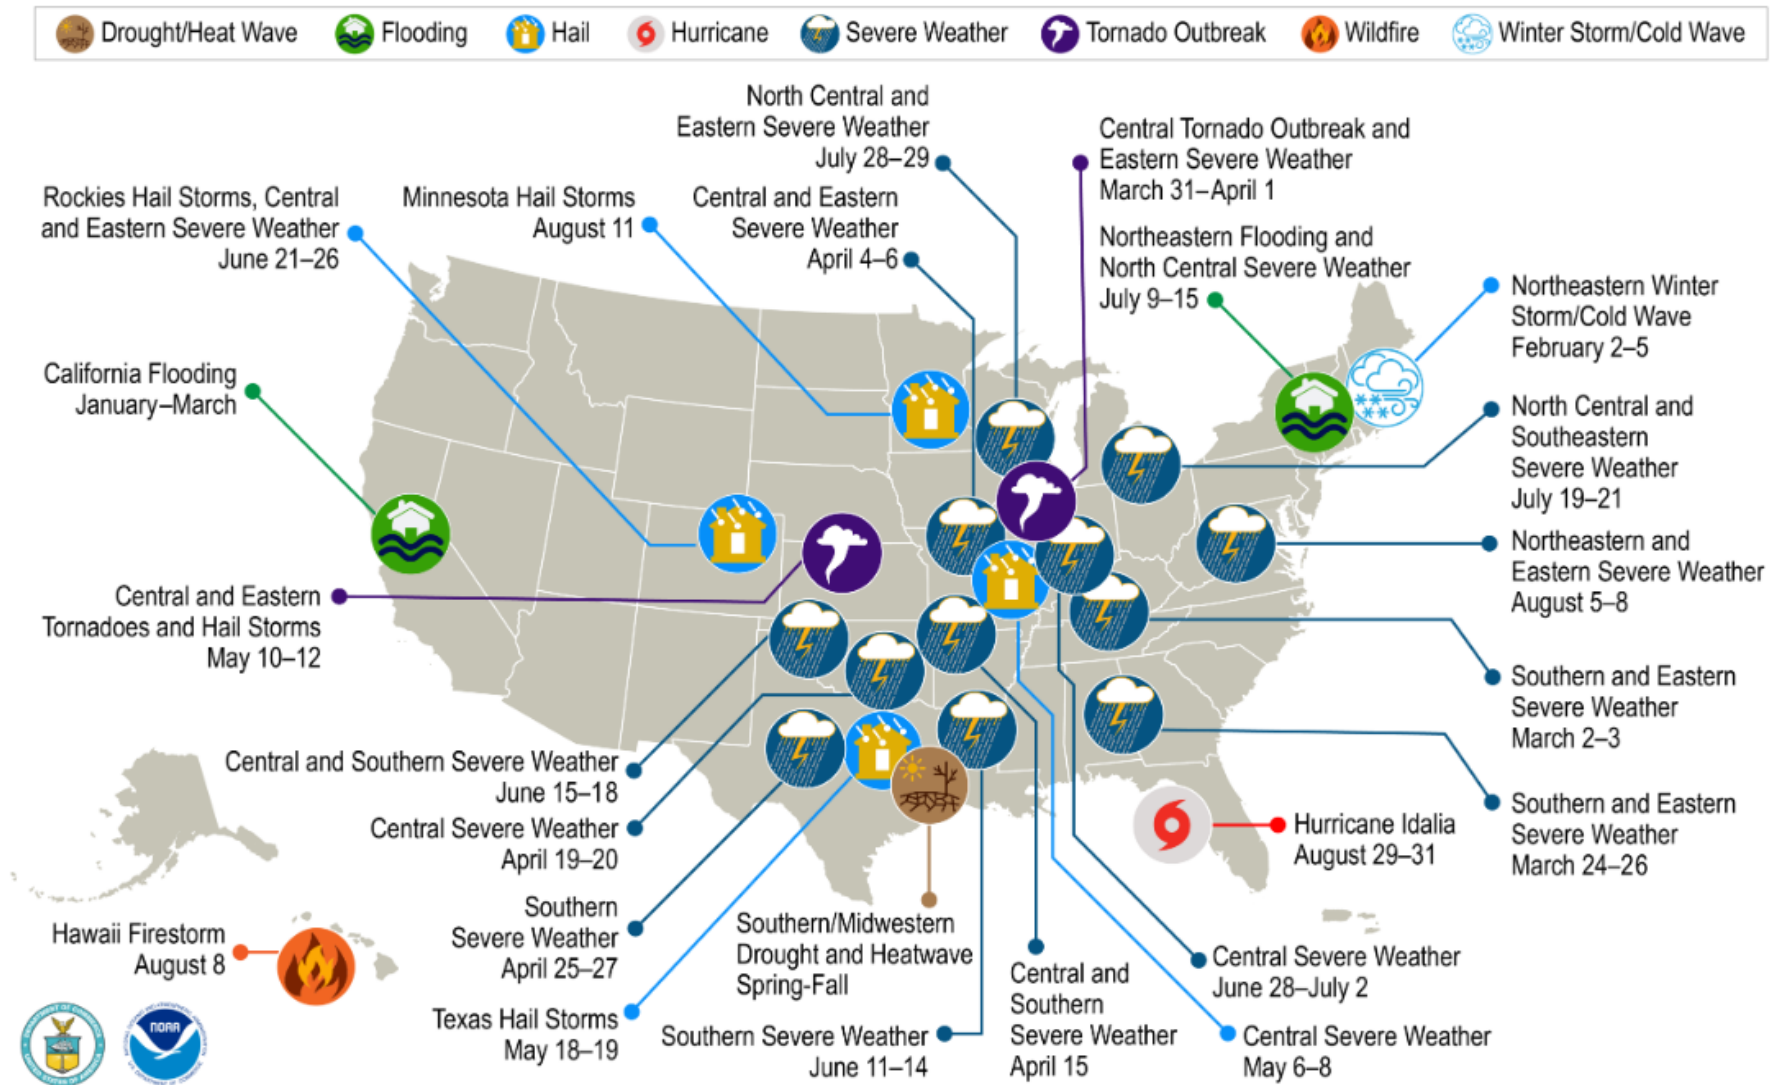 Drought/Heat Wave Flooding Hail Hurricane Severe Weather Tornado Outbreak Wildfire Winter Storm/Cold Wave
North Central and
Eastern Severe Weather
July 28–29
Central Tornado Outbreak and
Eastern Severe Weather
March 31–April 1
Rockies Hail Storms, Central
and Eastern Severe Weather
June 21–26
Minnesota Hail Storms
August 11
Central and Eastern
Severe Weather
April 4–6
Northeastern Flooding and
North Central Severe Weather
July 9–15
Northeastern Winter
Storm/Cold Wave
February 2–5
California Flooding
January–March
North Central and
Southeastern
Severe Weather
July 19–21
Northeastern and
Eastern Severe Weather
August 5–8
Central and Eastern
Tornadoes and Hail Storms
May 10–12
Southern and Eastern
Severe Weather
March 2–3
Central and Southern Severe Weather
June 15–18
Southern and Eastern
Severe Weather
March 24–26
Central Severe Weather
April 19–20
Hurricane Idalia
August 29–31
Southern
Severe Weather
April 25–27
Southern/Midwestern
Drought and Heatwave
Spring-Fall
Hawaii Firestorm
August 8
Central and
Southern
Severe Weather
April 15
Central Severe Weather
June 28–July 2
Texas Hail Storms
May 18–19
Southern Severe Weather
June 11–14
Central Severe Weather
May 6–8
NOAA